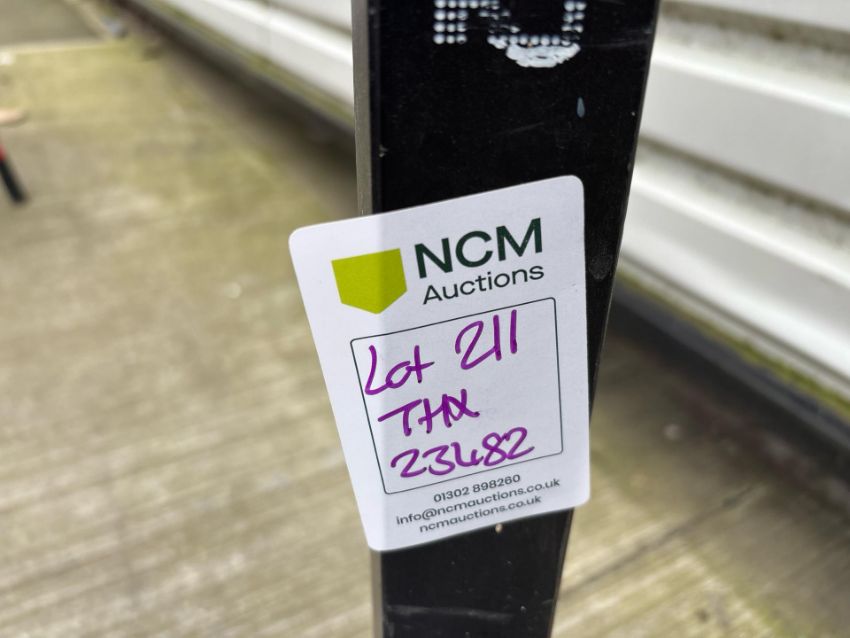 NCM
Auctions
Lot 211
THX
23482
01302 898260
info@ncmauctions.co.uk
ncmauctions.co.uk